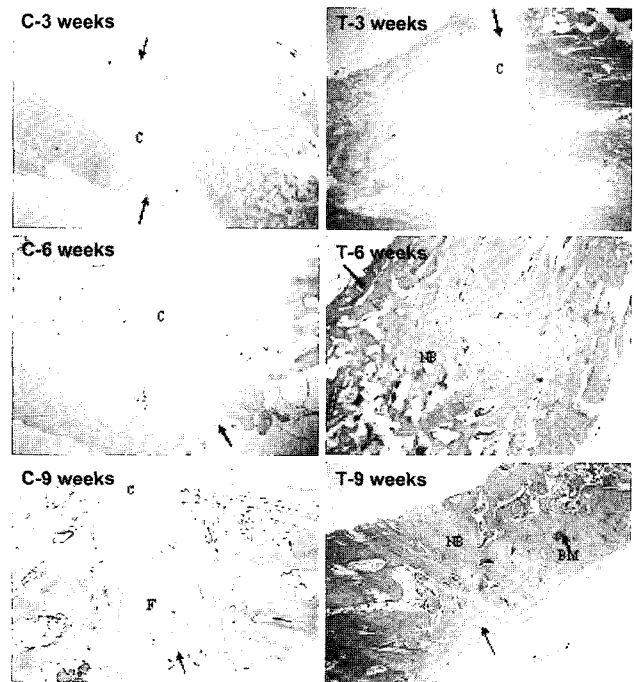 C-3 weeks
C
T-3 weeks
C
C-6 weeks
C
T-6 weeks
NB
C-9 weeks
C
F
T-9 weeks
NB
BM